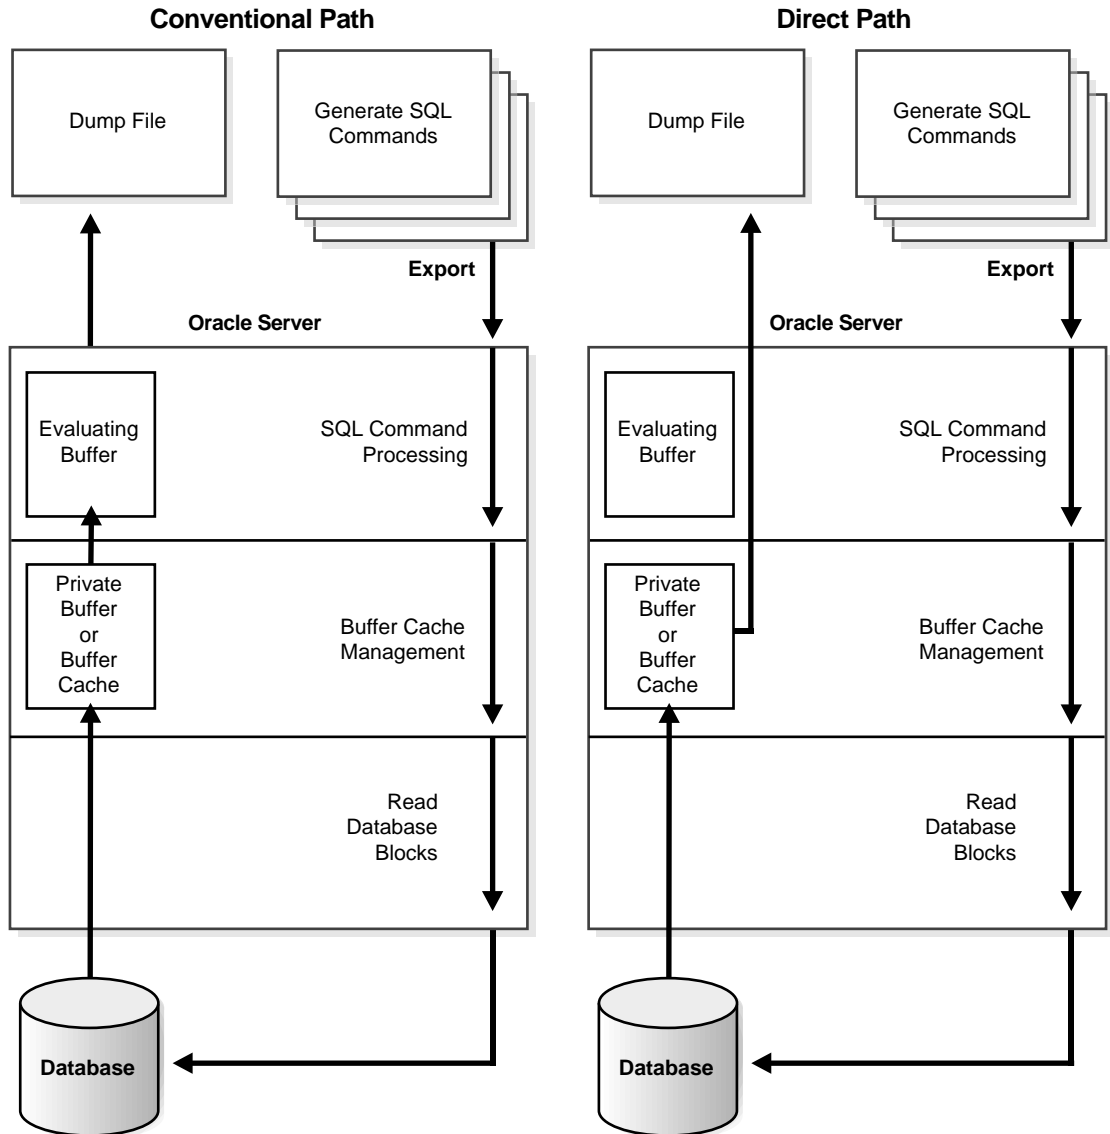 Conventional Path
Dump File
Generate SQL
Commands
Export
Oracle Server
Evaluating
Buffer
SQL Command
Processing
Private
Buffer
or
Buffer
Cache
Buffer Cache
Management
Read
Database
Blocks
Database
Direct Path
Dump File
Generate SQL
Commands
Export
Oracle Server
Evaluating
Buffer
SQL Command
Processing
Private
Buffer
or
Buffer
Cache
Buffer Cache
Management
Read
Database
Blocks
Database